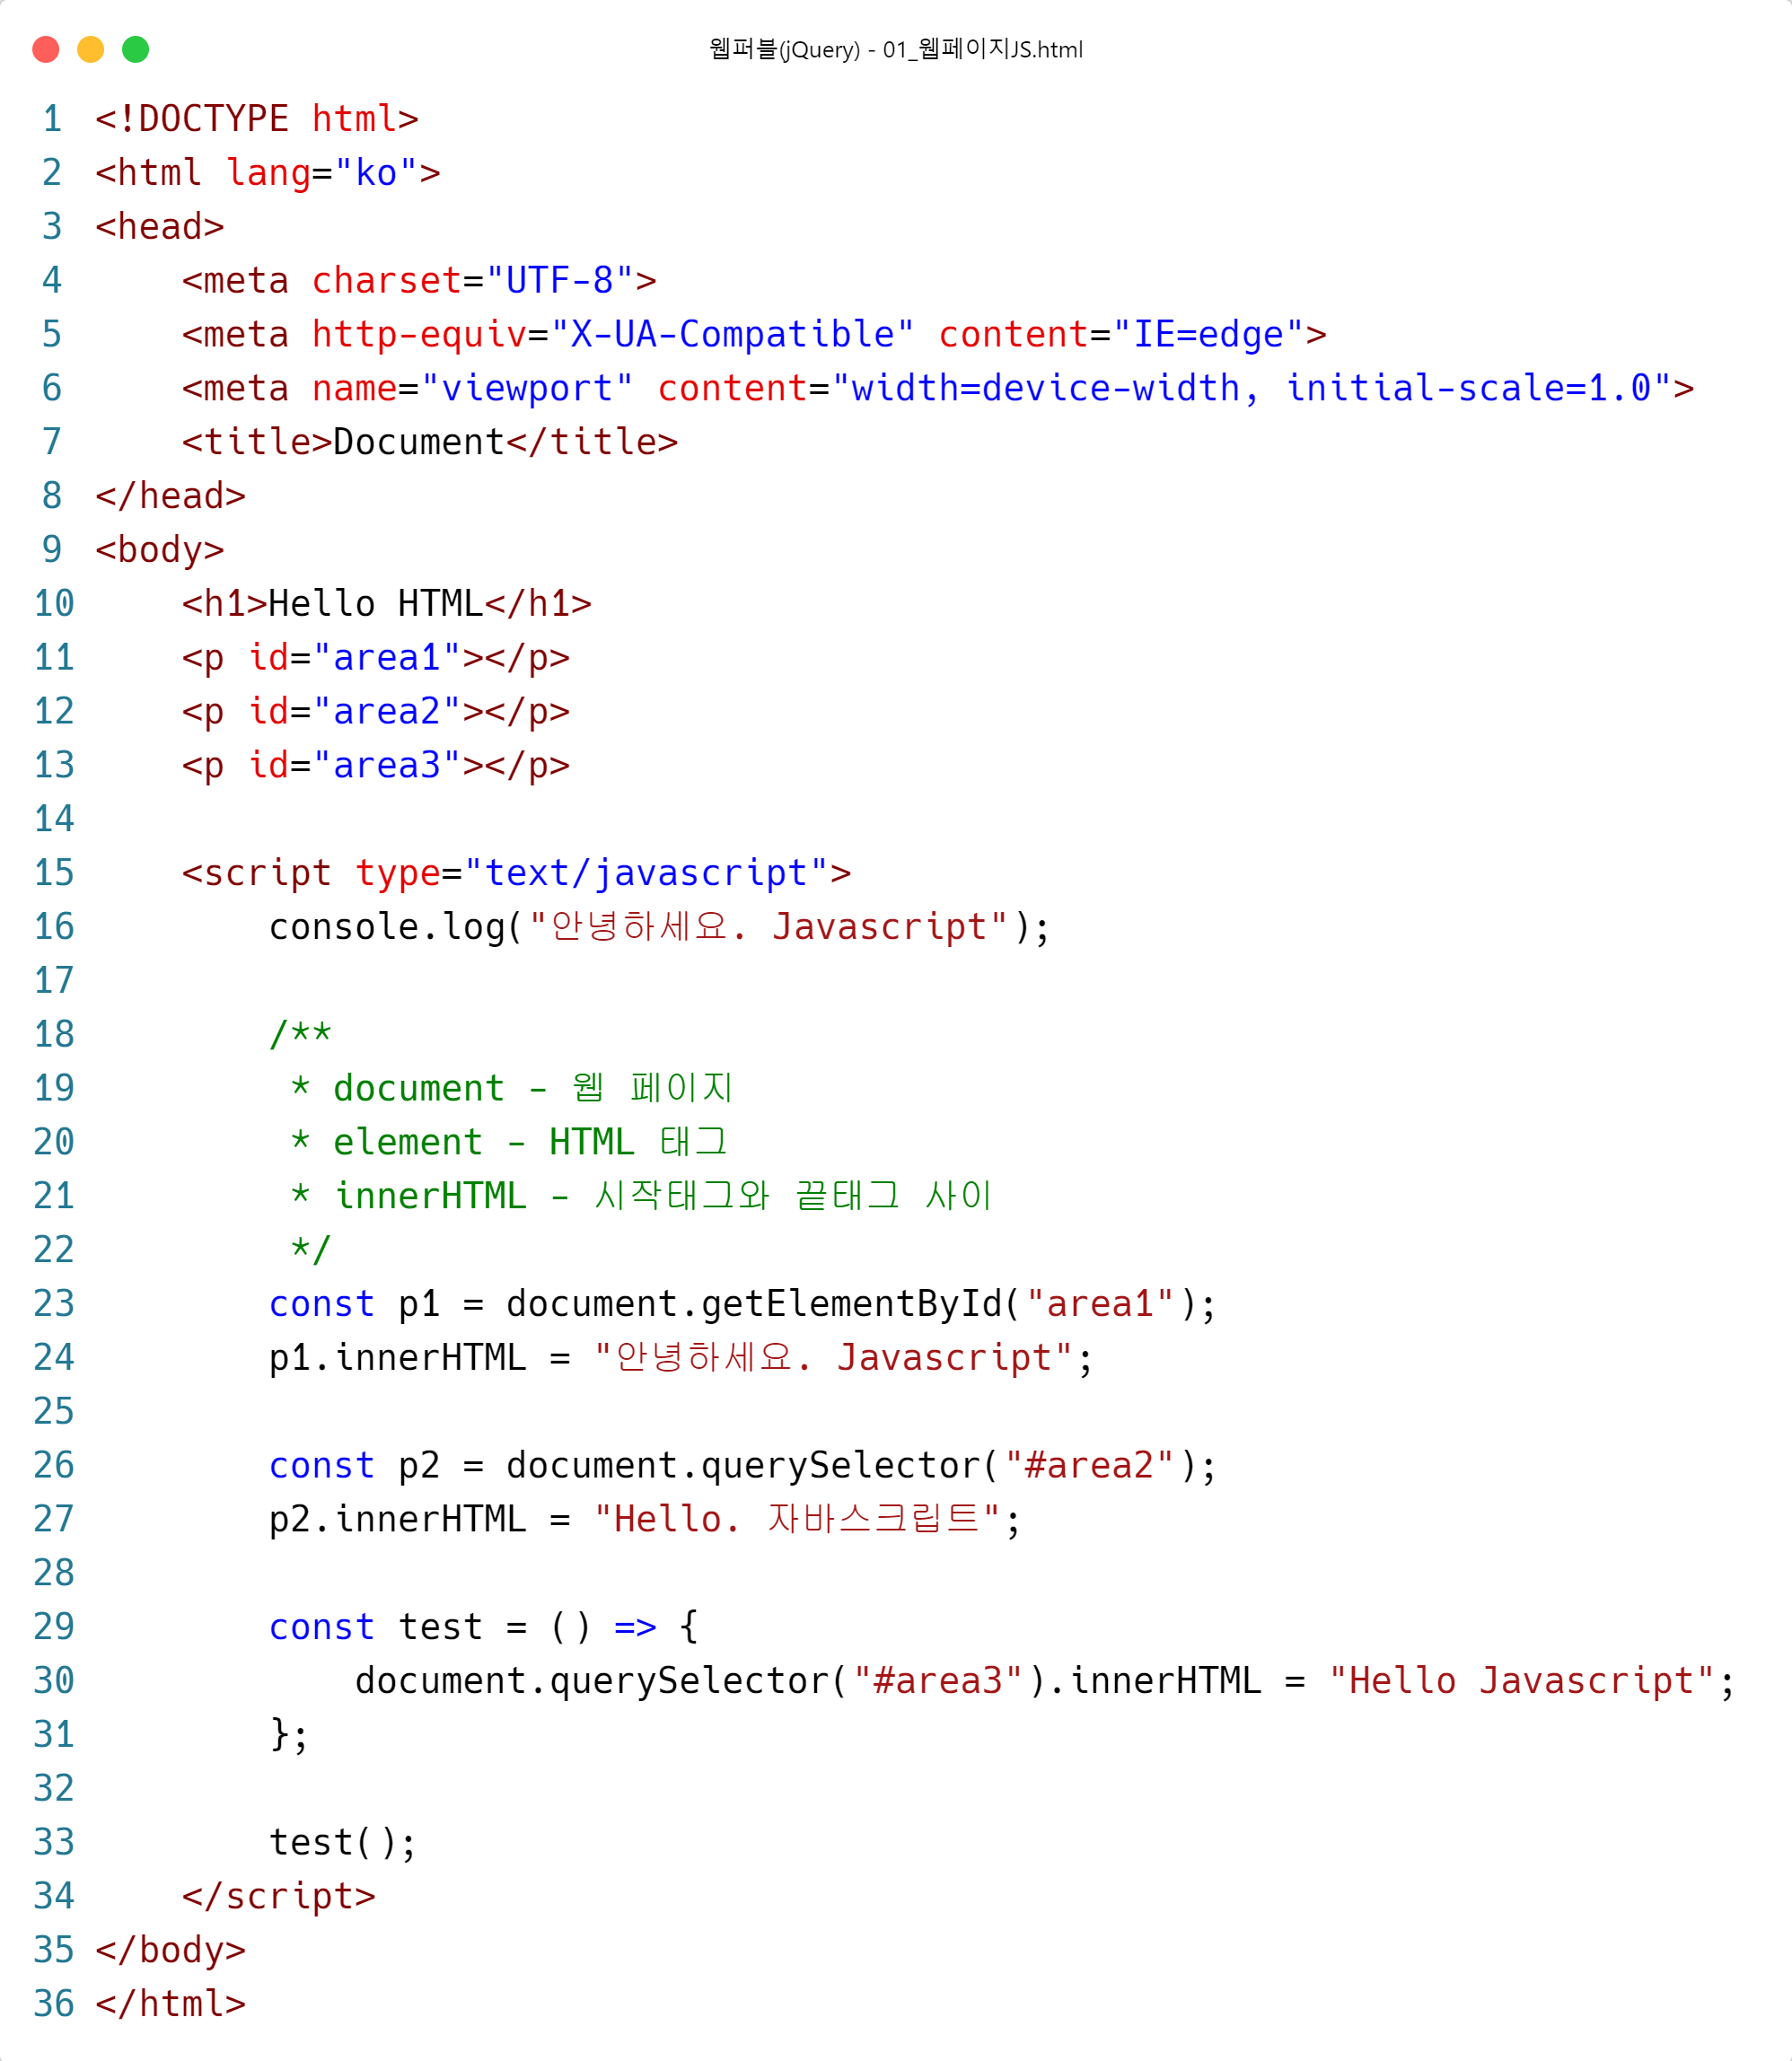 웹퍼블(jQuery) - 01_웹페이지JS.html
1 <!DOCTYPE html>
2 <html lang="ko">
3 <head>
4     <meta charset="UTF-8">
5     <meta http-equiv="X-UA-Compatible" content="IE=edge">
6     <meta name="viewport" content="width=device-width, initial-scale=1.0">
7     <title>Document</title>
8 </head>
9 <body>
10     <h1>Hello HTML</h1>
11     <p id="area1"></p>
12     <p id="area2"></p>
13     <p id="area3"></p>
14
15     <script type="text/javascript">
16         console.log("안녕하세요. Javascript");
17
18         /**
19          * document - 웹 페이지
20          * element - HTML 태그
21          * innerHTML - 시작태그와 끝태그 사이
22          */
23         const p1 = document.getElementById("area1");
24         p1.innerHTML = "안녕하세요. Javascript";
25
26         const p2 = document.querySelector("#area2");
27         p2.innerHTML = "Hello. 자바스크립트";
28
29         const test = () => {
30             document.querySelector("#area3").innerHTML = "Hello Javascript";
31         };
32
33         test();
34     </script>
35 </body>
36 </html>